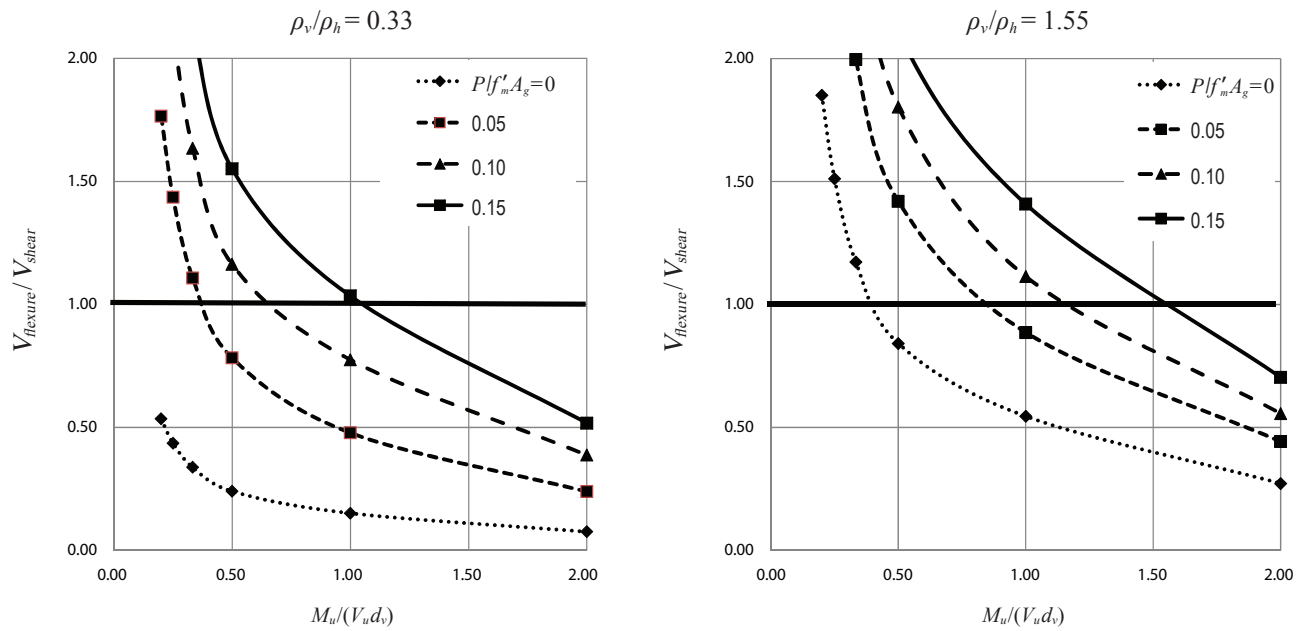 ρv/ρh = 0.33
2.00
1.50
1.00
0.50
0.00
Vflexure / Vshear
P/f′mAg=0
0.05
0.10
0.15
0.00 0.50 1.00 1.50 2.00
Mu/(Vudv)
ρv/ρh = 1.55
2.00
1.50
1.00
0.50
0.00
Vflexure / Vshear
P/f′mAg=0
0.05
0.10
0.15
0.00 0.50 1.00 1.50 2.00
Mu/(Vudv)